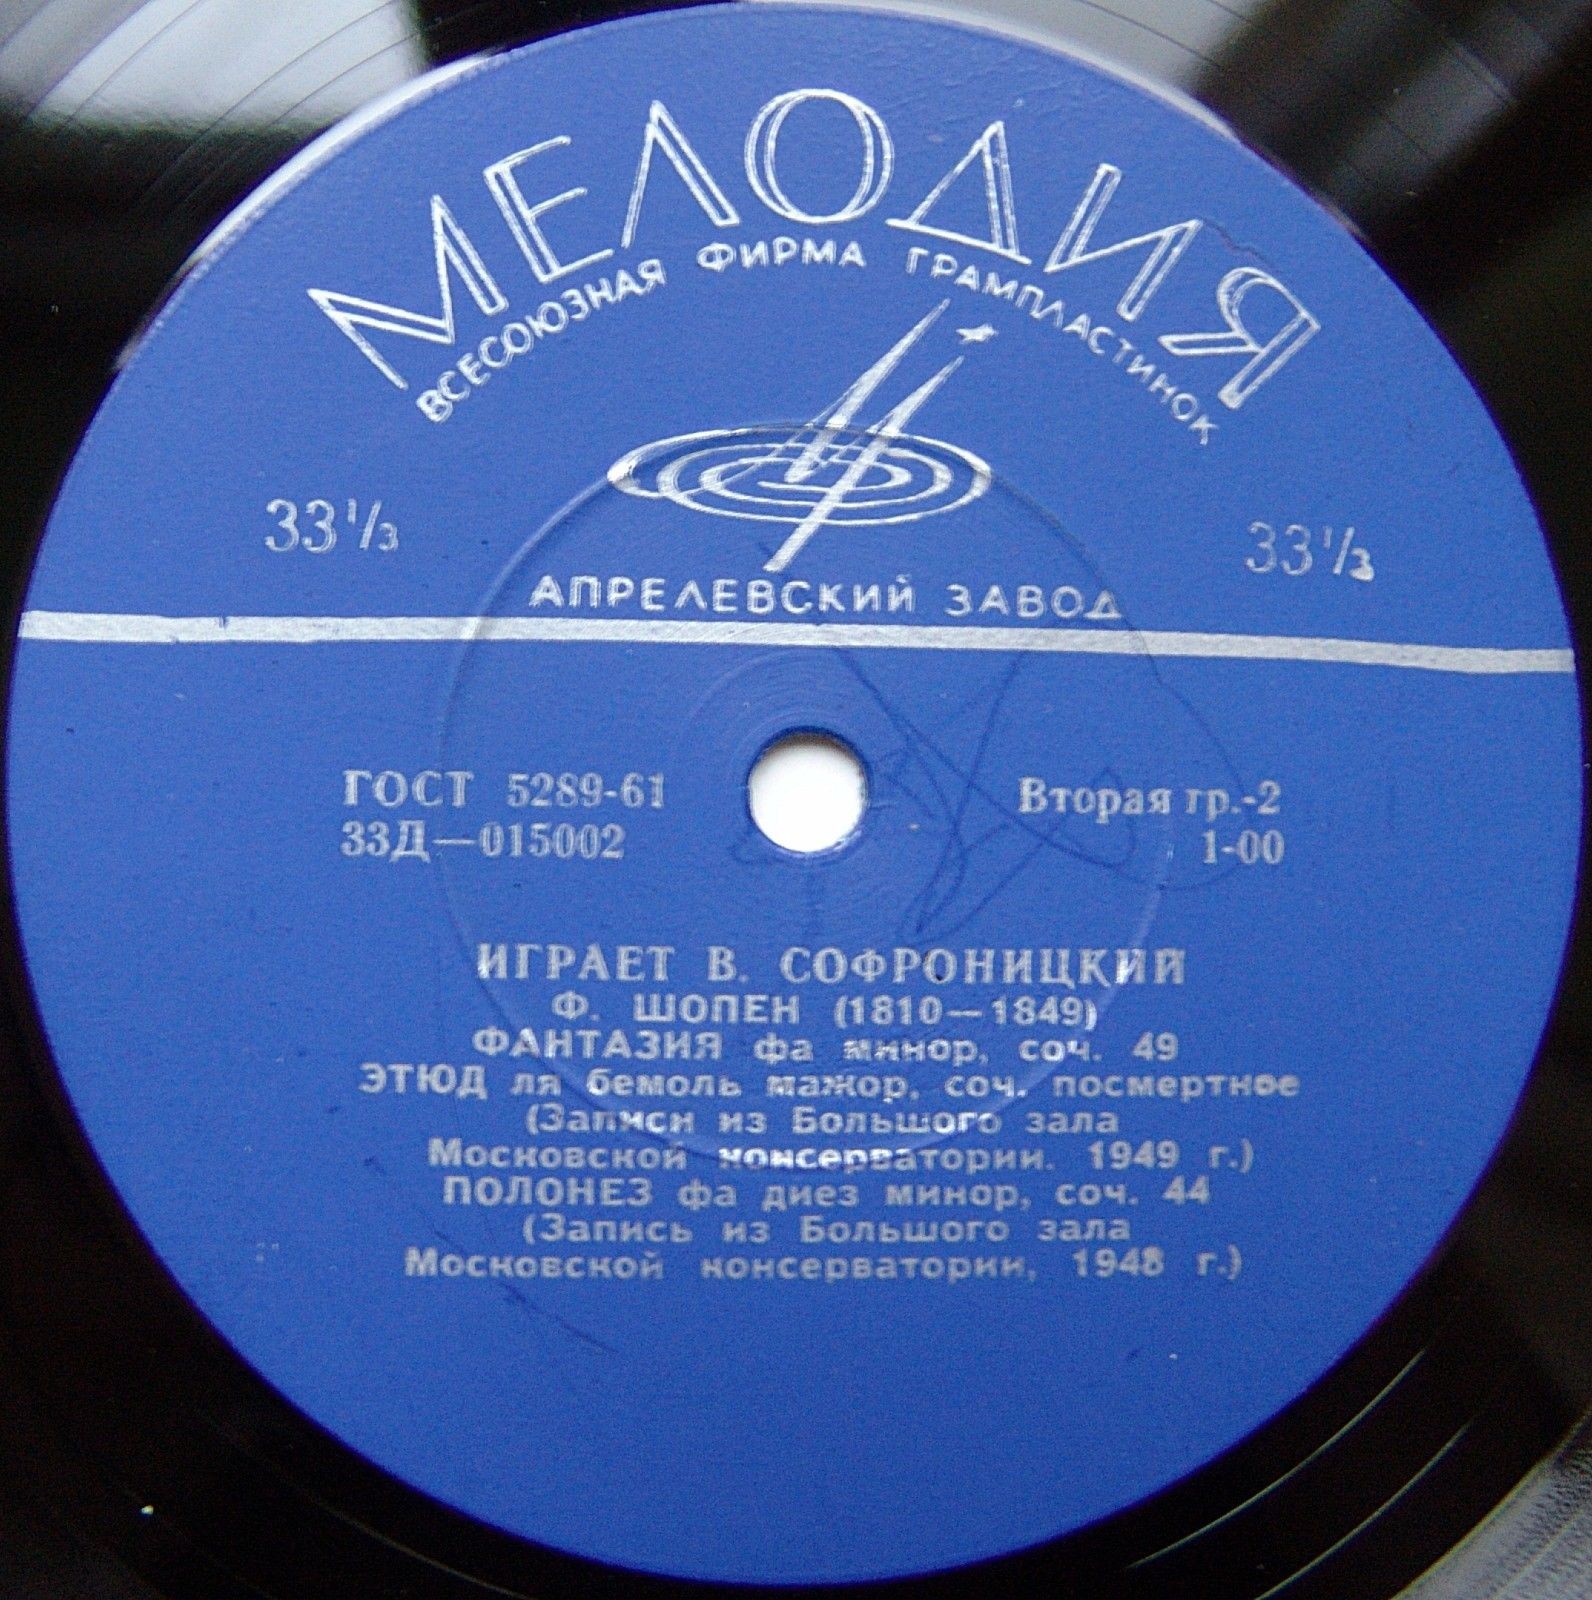 МЕЛОДИЯ
ВСЕСОЮЗНАЯ ФИРМА ГРАМПЛАСТИНОК
33⅓ 33⅓
АПРЕЛЕВСКИЙ ЗАВОД
ГОСТ 5289-61 Вторая гр.-2
33Д—015002 1-00
ИГРАЕТ В. СОФРОНИЦКИЙ
Ф. ШОПЕН (1810—1849)
ФАНТАЗИЯ фа минор, соч. 49
ЭТЮД ля бемоль мажор, соч. посмертное
(Записи из Большого зала
Московской консерватории. 1949 г.)
ПОЛОНЕЗ фа диез минор, соч. 44
(Запись из Большого зала
Московской консерватории, 1948 г.)